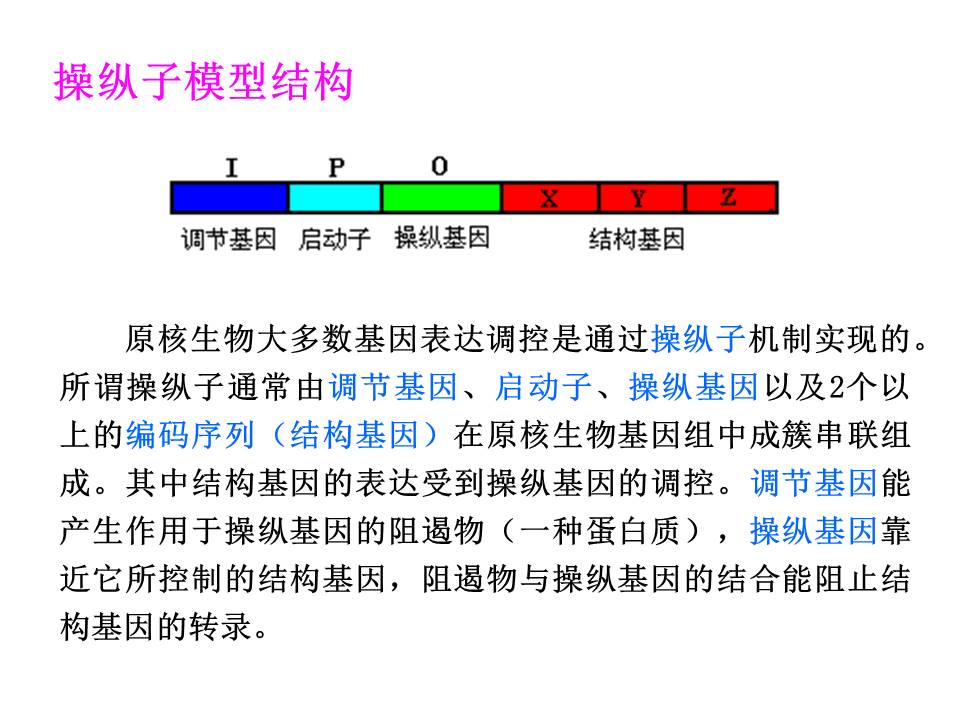 操纵子模型结构
I P O
X Y Z
调节基因 启动子 操纵基因 结构基因
原核生物大多数基因表达调控是通过操纵子机制实现的。
所谓操纵子通常由调节基因、启动子、操纵基因以及2个以
上的编码序列（结构基因）在原核生物基因组中成簇串联组
成。其中结构基因的表达受到操纵基因的调控。调节基因能
产生作用于操纵基因的阻遏物（一种蛋白质），操纵基因靠
近它所控制的结构基因，阻遏物与操纵基因的结合能阻止结
构基因的转录。